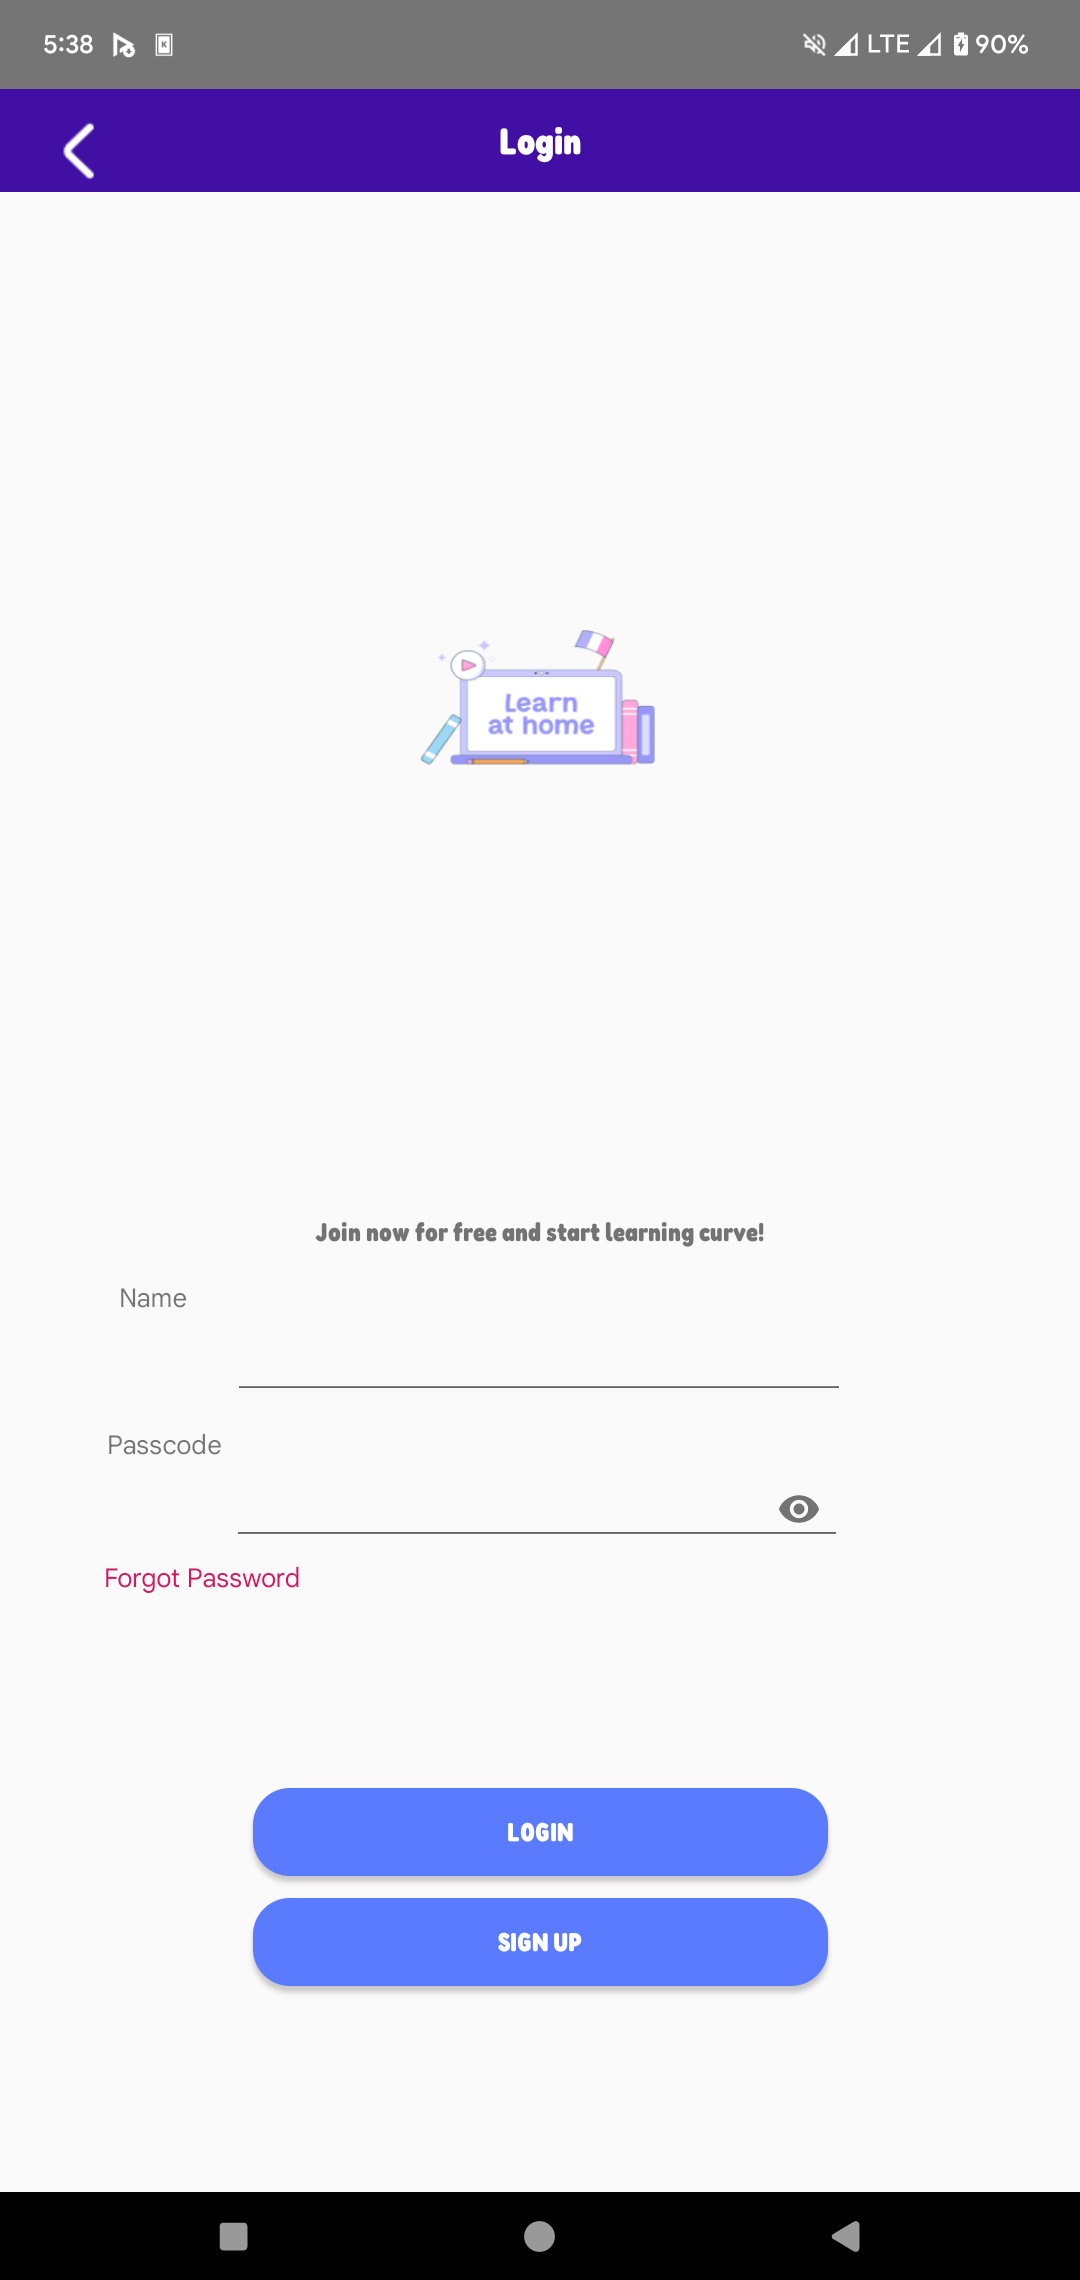 5:38
LTE 90%
Login
Learn
at home
Join now for free and start learning curve!
Name
Passcode
Forgot Password
LOGIN
SIGN UP